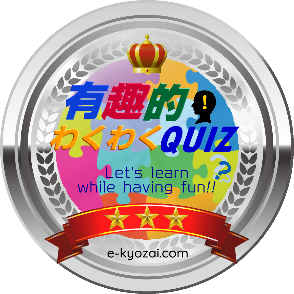 有趣的
わくわくQUIZ
Let's learn
while having fun!!
e-kyozai.com